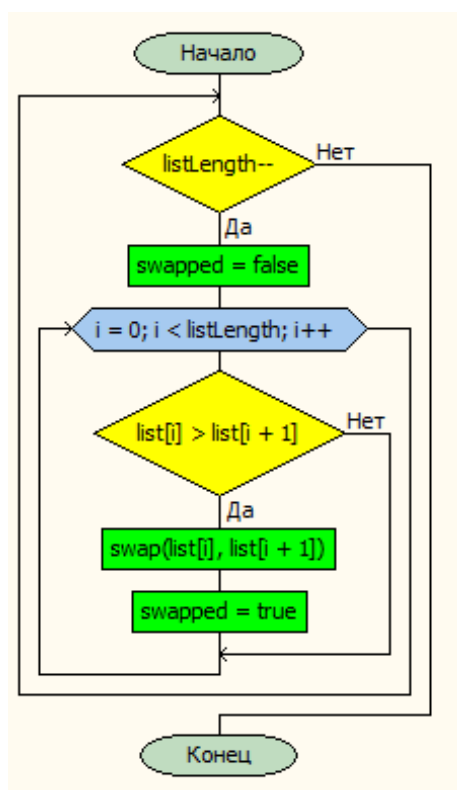 Начало
listLength--
Нет
Да
swapped = false
i = 0; i < listLength; i++
list[i] > list[i + 1]
Нет
Да
swap(list[i], list[i + 1])
swapped = true
Конец